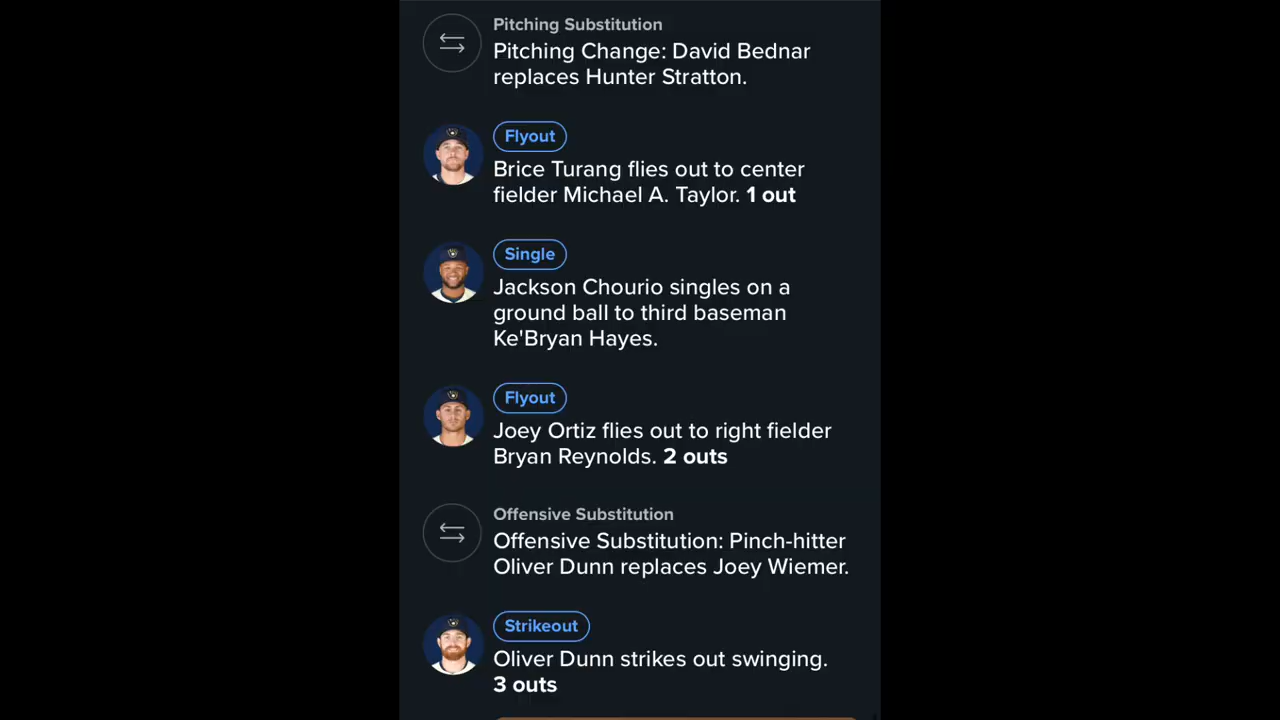 Pitching Substitution
Pitching Change: David Bednar
replaces Hunter Stratton.
Flyout
Brice Turang flies out to center
fielder Michael A. Taylor. 1 out
Single
Jackson Chourio singles on a
ground ball to third baseman
Ke'Bryan Hayes.
Flyout
Joey Ortiz flies out to right fielder
Bryan Reynolds. 2 outs
Offensive Substitution
Offensive Substitution: Pinch-hitter
Oliver Dunn replaces Joey Wiemer.
Strikeout
Oliver Dunn strikes out swinging.
3 outs